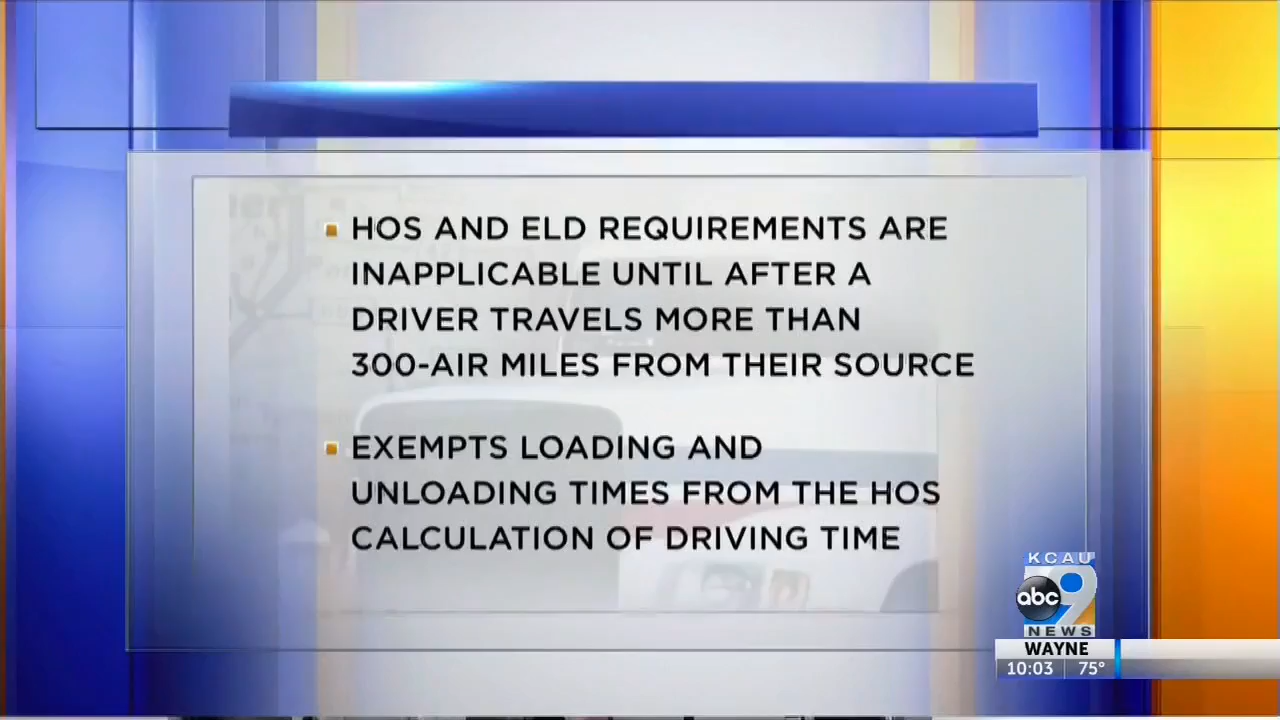 HOS AND ELD REQUIREMENTS ARE
INAPPLICABLE UNTIL AFTER A
DRIVER TRAVELS MORE THAN
300-AIR MILES FROM THEIR SOURCE
EXEMPTS LOADING AND
UNLOADING TIMES FROM THE HOS
CALCULATION OF DRIVING TIME
KCAU
abc 9
NEWS
WAYNE
10:03 75°